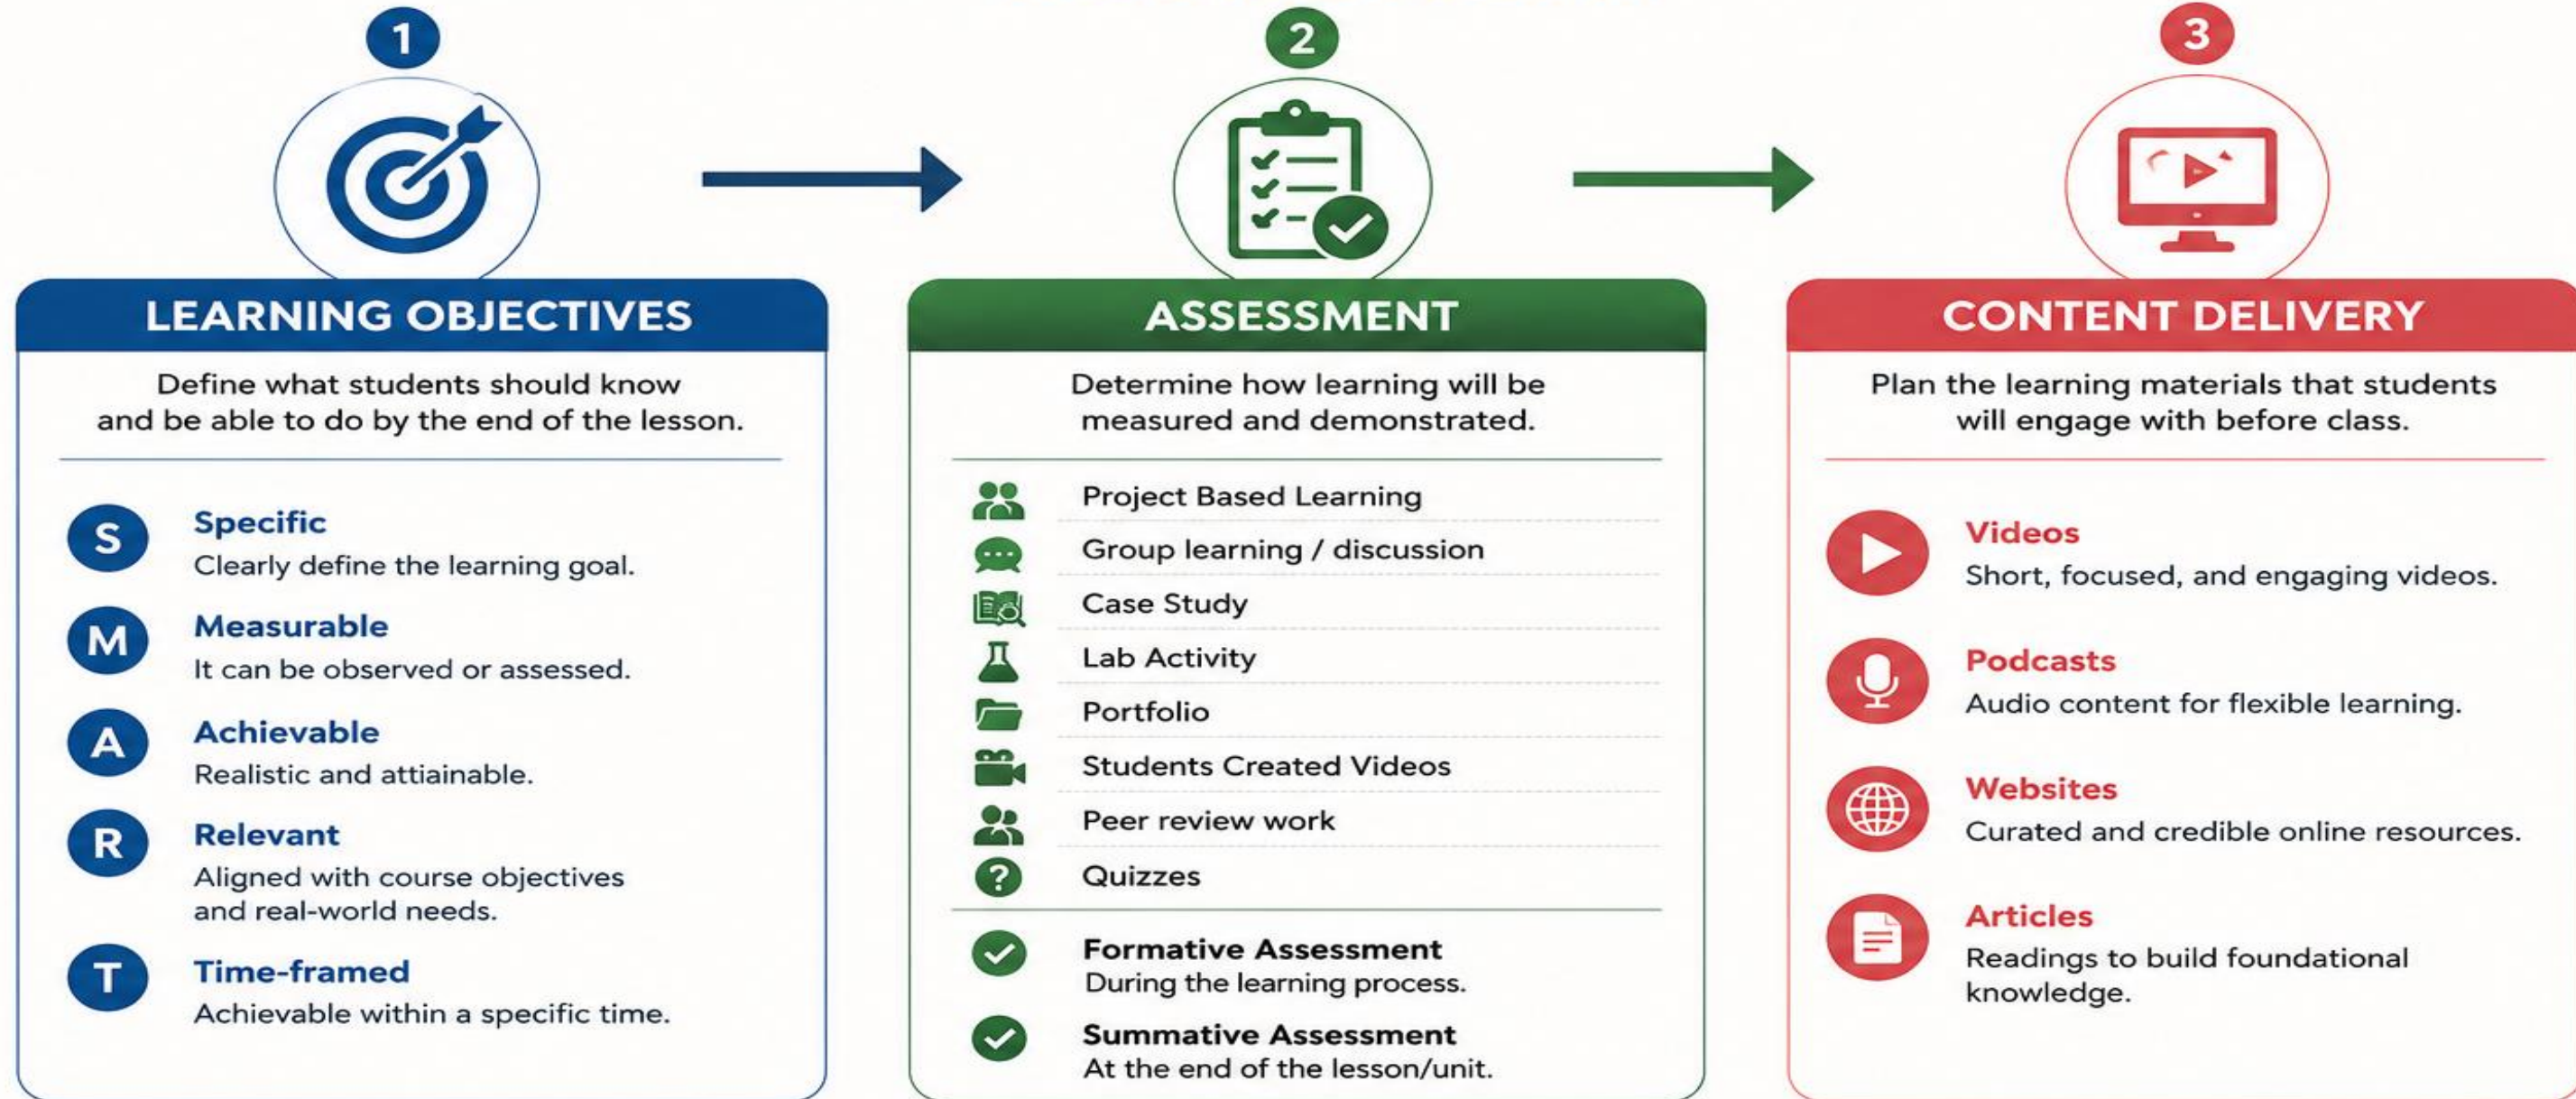 1
LEARNING OBJECTIVES
Define what students should know
and be able to do by the end of the lesson.
S
Specific
Clearly define the learning goal.
M
Measurable
It can be observed or assessed.
A
Achievable
Realistic and attiainable.
R
Relevant
Aligned with course objectives
and real-world needs.
T
Time-framed
Achievable within a specific time.
2
ASSESSMENT
Determine how learning will be
measured and demonstrated.
Project Based Learning
Group learning / discussion
Case Study
Lab Activity
Portfolio
Students Created Videos
Peer review work
?
Quizzes
Formative Assessment
During the learning process.
Summative Assessment
At the end of the lesson/unit.
3
CONTENT DELIVERY
Plan the learning materials that students
will engage with before class.
Videos
Short, focused, and engaging videos.
Podcasts
Audio content for flexible learning.
Websites
Curated and credible online resources.
Articles
Readings to build foundational
knowledge.